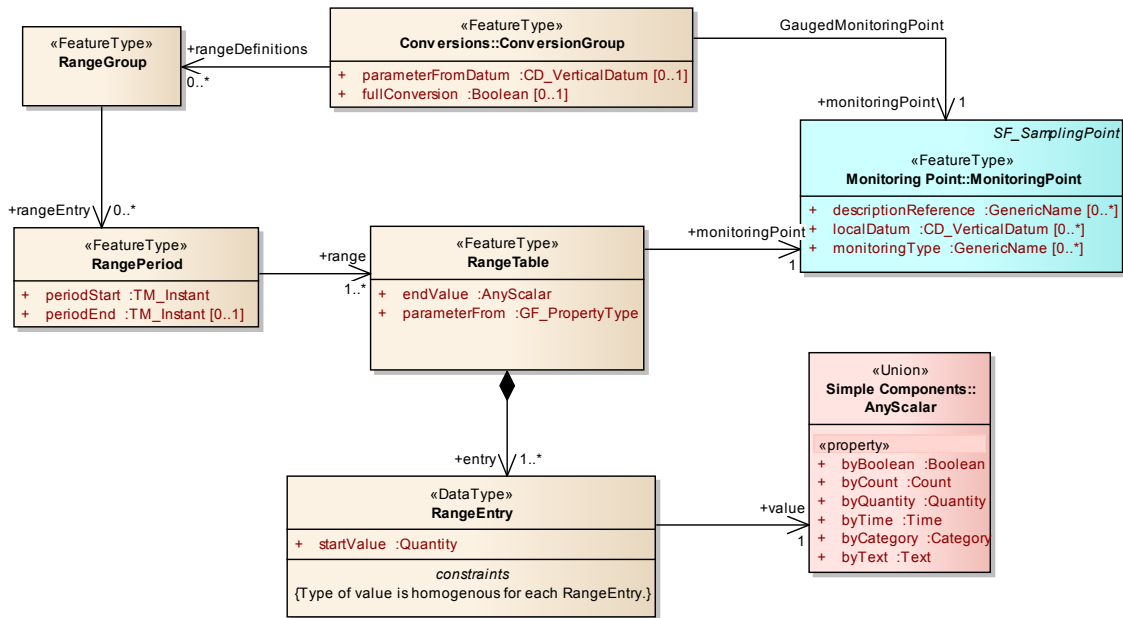 «FeatureType»
RangeGroup
+rangeDefinitions
0..*
«FeatureType»
Conversions::ConversionGroup
+ parameterFromDatum :CD_VerticalDatum [0..1]
+ fullConversion :Boolean [0..1]
GaugedMonitoringPoint
+monitoringPoint
1
SF_SamplingPoint
«FeatureType»
Monitoring Point::MonitoringPoint
+ descriptionReference :GenericName [0..*]
+ localDatum :CD_VerticalDatum [0..*]
+ monitoringType :GenericName [0..*]
+rangeEntry
0..*
«FeatureType»
RangePeriod
+ periodStart :TM_Instant
+ periodEnd :TM_Instant [0..1]
+range
1..*
«FeatureType»
RangeTable
+ endValue :AnyScalar
+ parameterFrom :GF_PropertyType
+monitoringPoint
1
+entry
1..*
«DataType»
RangeEntry
+ startValue :Quantity
constraints
{Type of value is homogenous for each RangeEntry.}
+value
1
«Union»
Simple Components::
AnyScalar
«property»
+ byBoolean :Boolean
+ byCount :Count
+ byQuantity :Quantity
+ byTime :Time
+ byCategory :Category
+ byText :Text